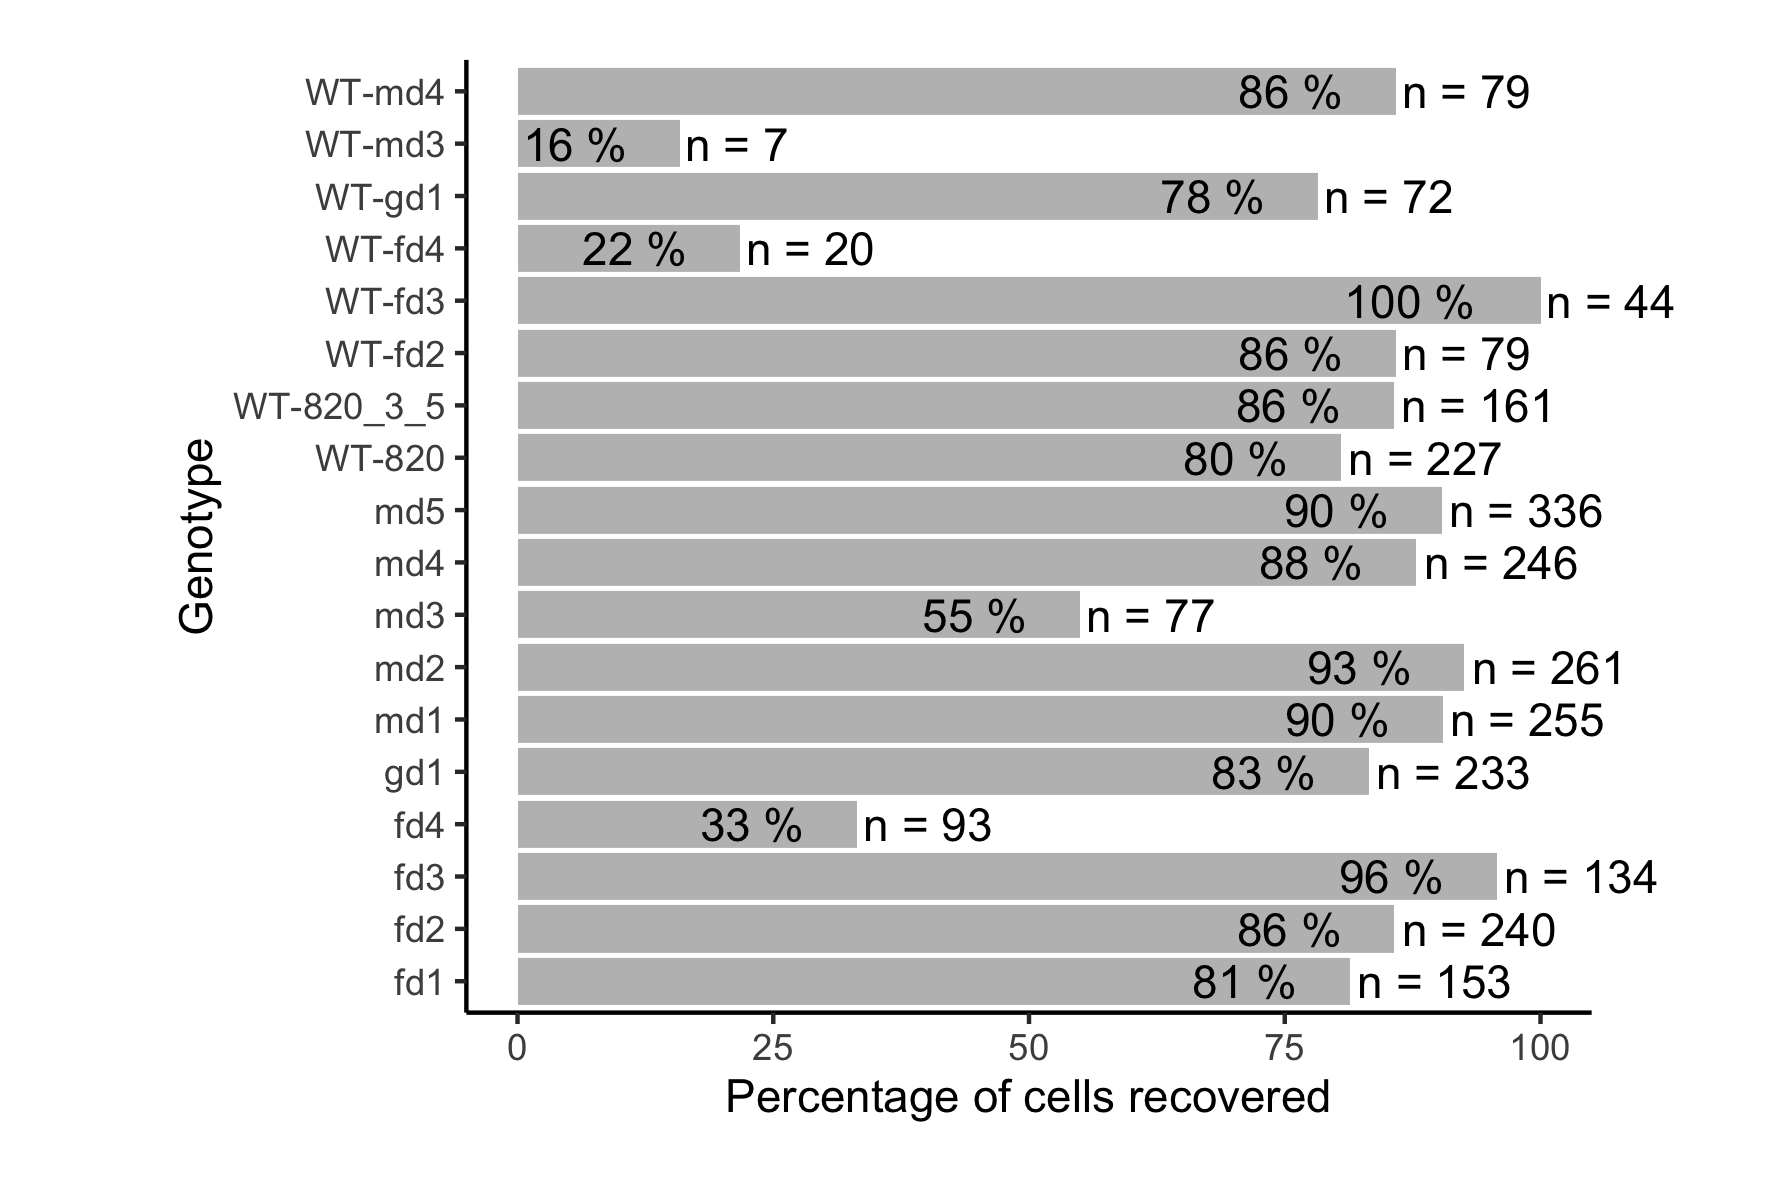 WT-md4 86 % n = 79
WT-md3 16 % n = 7
WT-gd1 78 % n = 72
WT-fd4 22 % n = 20
WT-fd3 100 % n = 44
WT-fd2 86 % n = 79
WT-820_3_5 86 % n = 161
WT-820 80 % n = 227
md5 90 % n = 336
md4 88 % n = 246
md3 55 % n = 77
md2 93 % n = 261
md1 90 % n = 255
gd1 83 % n = 233
fd4 33 % n = 93
fd3 96 % n = 134
fd2 86 % n = 240
fd1 81 % n = 153
Genotype
0 25 50 75 100
Percentage of cells recovered